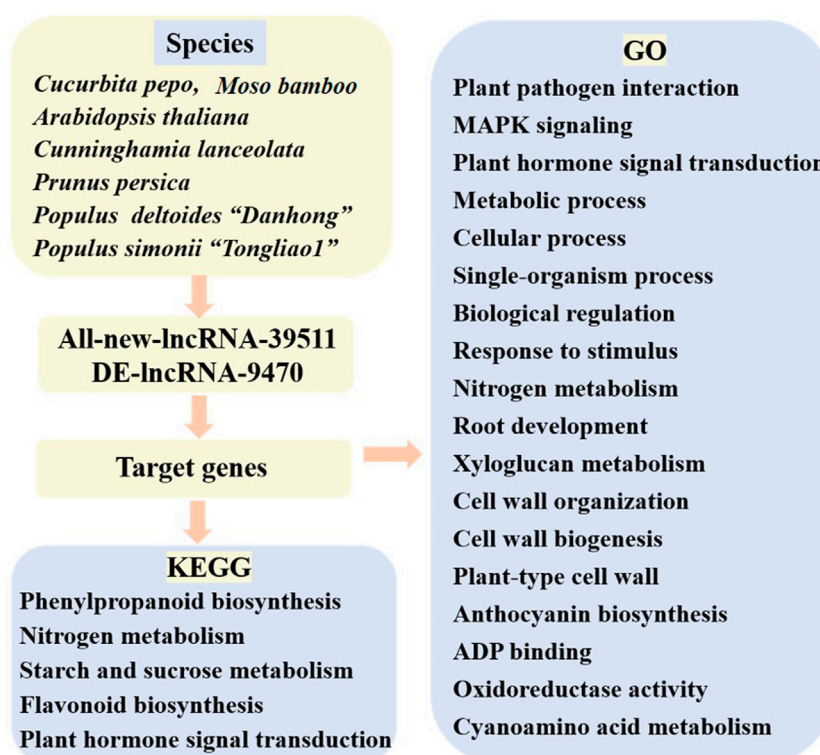 Species
Cucurbita pepo, Moso bamboo
Arabidopsis thaliana
Cunninghamia lanceolata
Prunus persica
Populus deltoides “Danhong”
Populus simonii “Tongliao1”
All-new-lncRNA-39511
DE-lncRNA-9470
Target genes
KEGG
Phenylpropanoid biosynthesis
Nitrogen metabolism
Starch and sucrose metabolism
Flavonoid biosynthesis
Plant hormone signal transduction
GO
Plant pathogen interaction
MAPK signaling
Plant hormone signal transduction
Metabolic process
Cellular process
Single-organism process
Biological regulation
Response to stimulus
Nitrogen metabolism
Root development
Xyloglucan metabolism
Cell wall organization
Cell wall biogenesis
Plant-type cell wall
Anthocyanin biosynthesis
ADP binding
Oxidoreductase activity
Cyanoamino acid metabolism